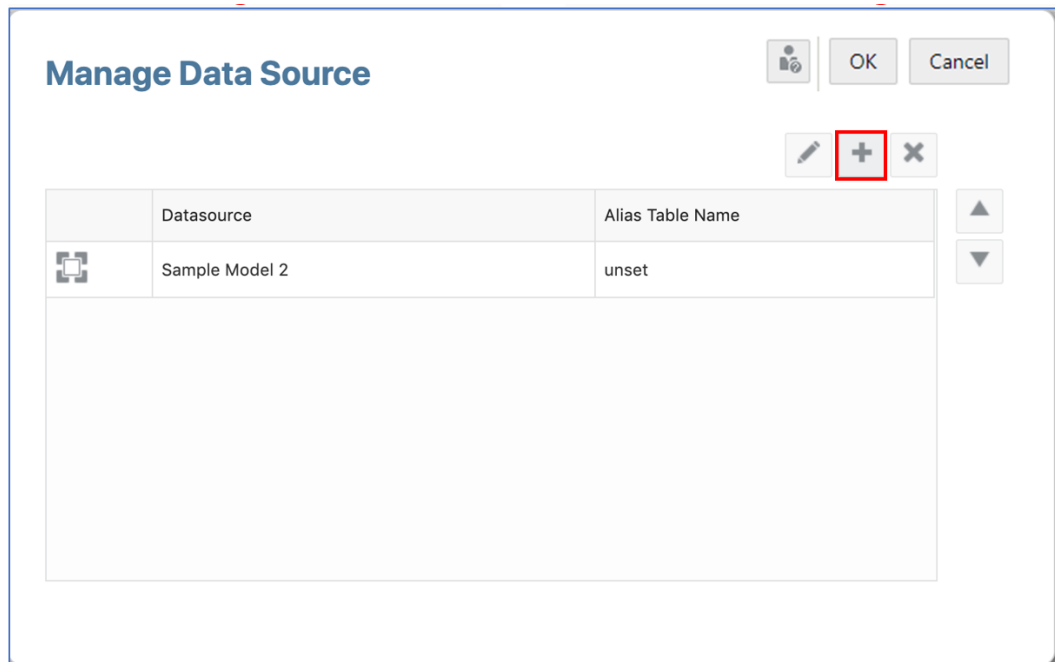 Manage Data Source
OK
Cancel
Datasource
Alias Table Name
Sample Model 2
unset